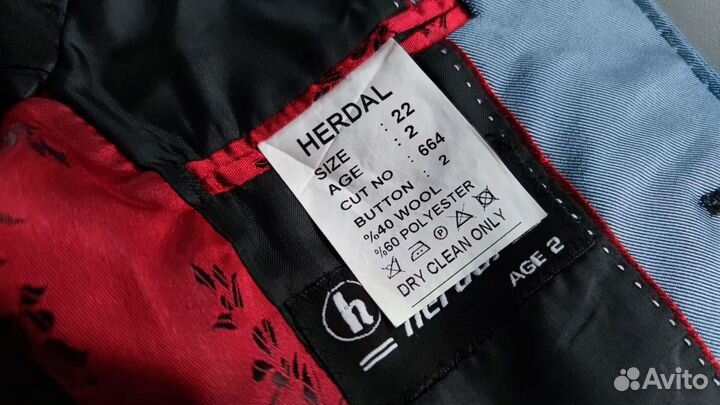 HERDAL
SIZE : 22
AGE : 2
CUT NO : 664
BUTTON : 2
%40 WOOL
%60 POLYESTER
DRY CLEAN ONLY
h
AGE 2
Avito